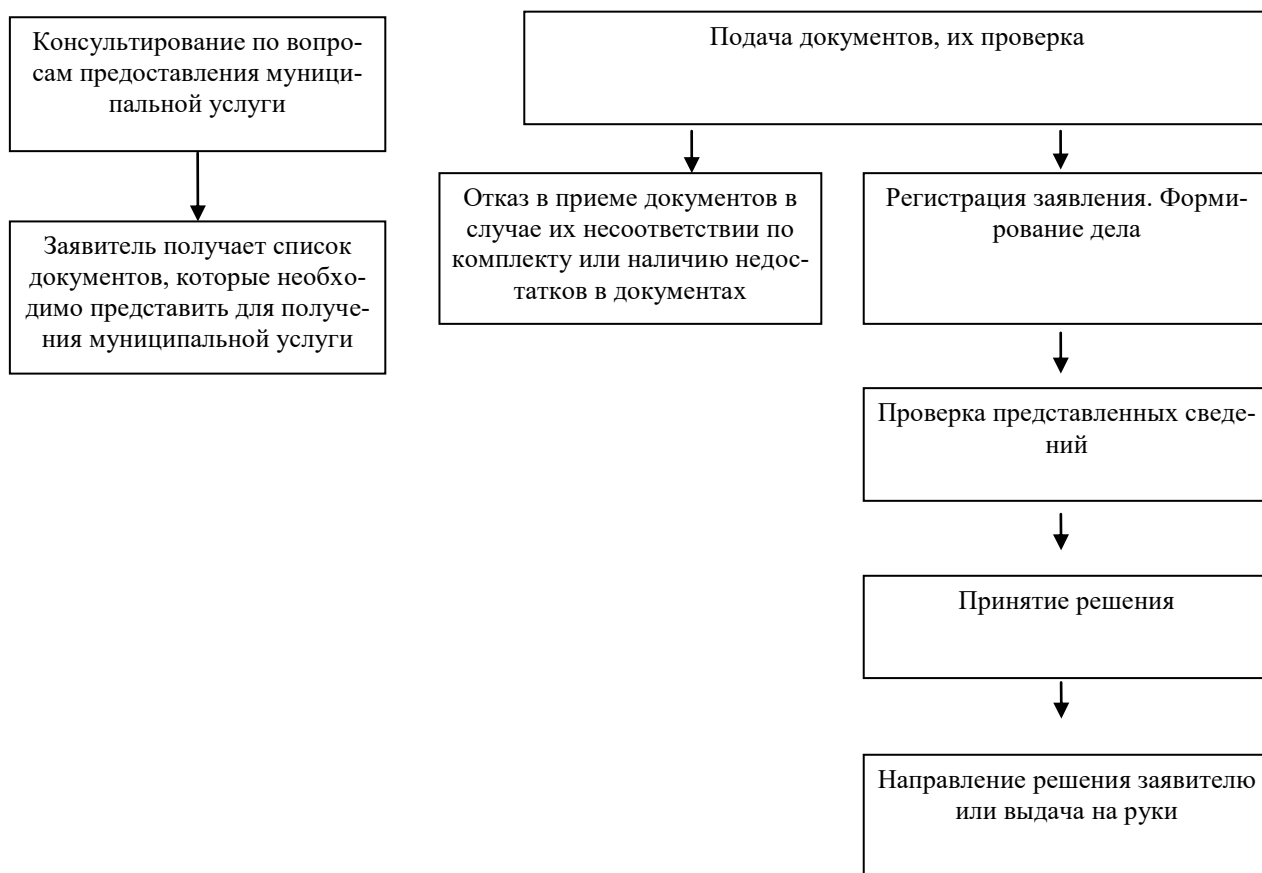 Консультирование по вопро-
сам предоставления муници-
пальной услуги
Заявитель получает список
документов, которые необхо-
димо представить для получе-
ния муниципальной услуги
Подача документов, их проверка
Отказ в приеме документов в
случае их несоответствии по
комплекту или наличию недос-
татков в документах
Регистрация заявления. Форми-
рование дела
Проверка представленных сведе-
ний
Принятие решения
Направление решения заявителю
или выдача на руки